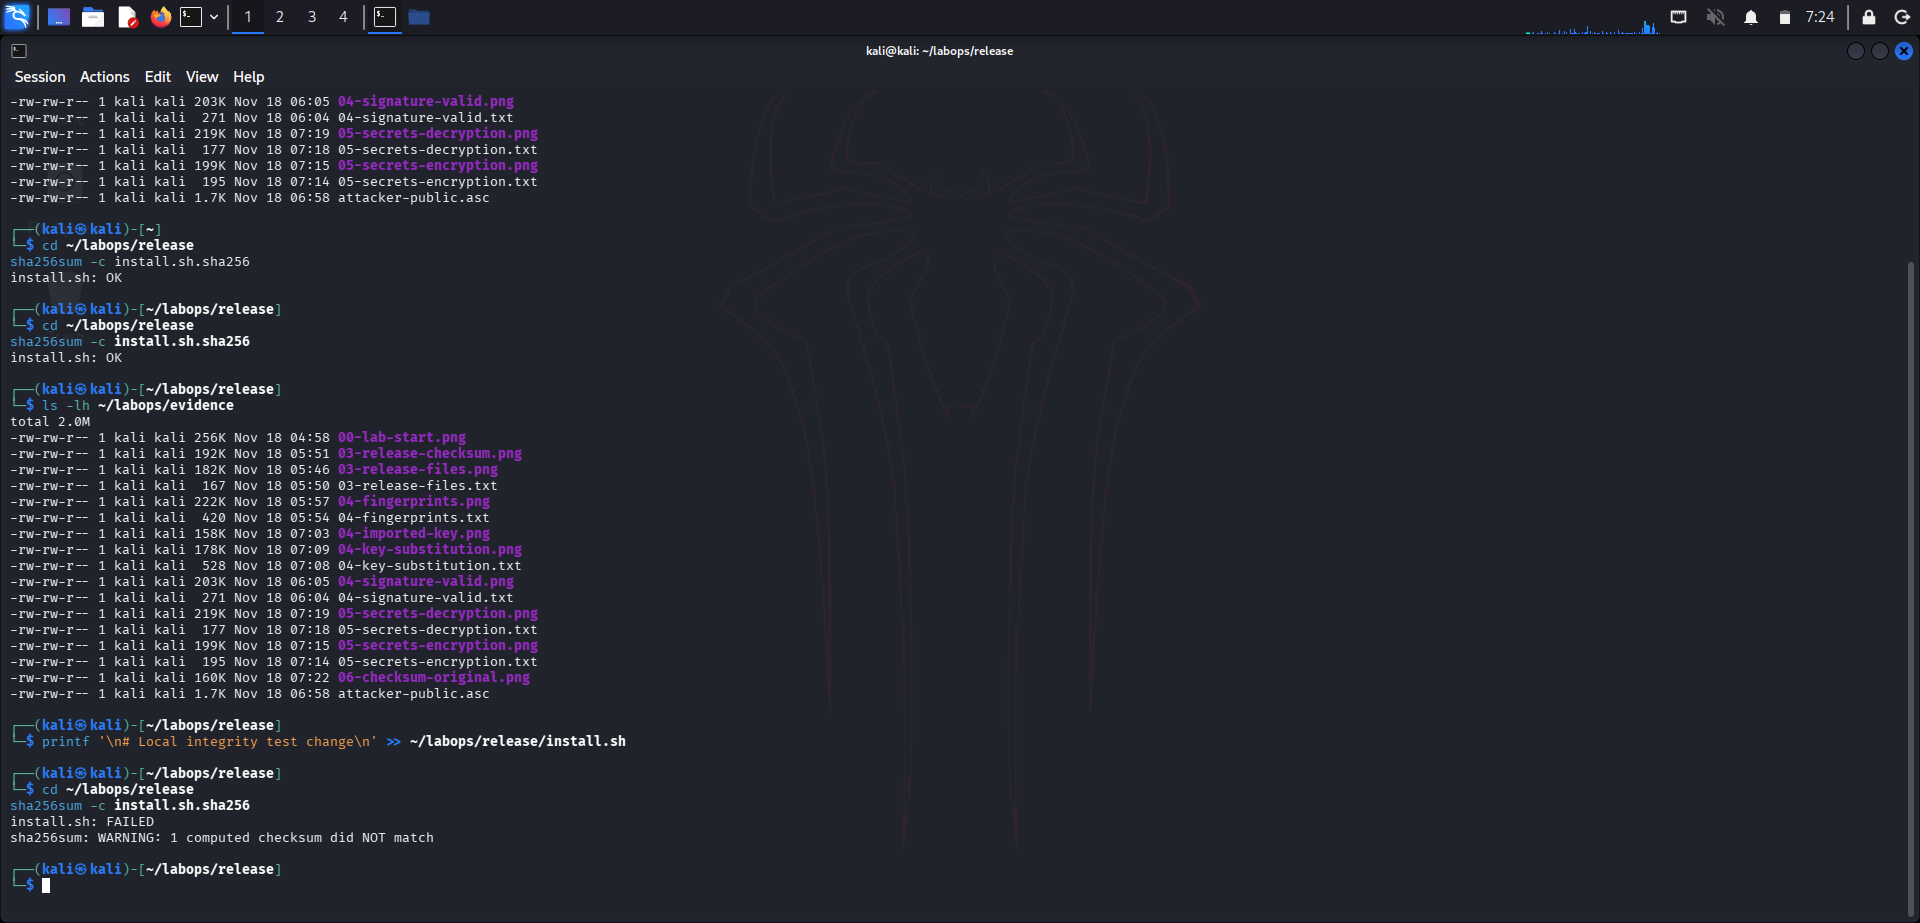 1 2 3 4 7:24
kali@kali: ~/labops/release
Session Actions Edit View Help
-rw-rw-r-- 1 kali kali 203K Nov 18 06:05 04-signature-valid.png
-rw-rw-r-- 1 kali kali  271 Nov 18 06:04 04-signature-valid.txt
-rw-rw-r-- 1 kali kali 219K Nov 18 07:19 05-secrets-decryption.png
-rw-rw-r-- 1 kali kali  177 Nov 18 07:18 05-secrets-decryption.txt
-rw-rw-r-- 1 kali kali 199K Nov 18 07:15 05-secrets-encryption.png
-rw-rw-r-- 1 kali kali  195 Nov 18 07:14 05-secrets-encryption.txt
-rw-rw-r-- 1 kali kali 1.7K Nov 18 06:58 attacker-public.asc
┌──(kali㉿kali)-[~]
└─$ cd ~/labops/release
sha256sum -c install.sh.sha256
install.sh: OK
┌──(kali㉿kali)-[~/labops/release]
└─$ cd ~/labops/release
sha256sum -c install.sh.sha256
install.sh: OK
┌──(kali㉿kali)-[~/labops/release]
└─$ ls -lh ~/labops/evidence
total 2.0M
-rw-rw-r-- 1 kali kali 256K Nov 18 04:58 00-lab-start.png
-rw-rw-r-- 1 kali kali 192K Nov 18 05:51 03-release-checksum.png
-rw-rw-r-- 1 kali kali 182K Nov 18 05:46 03-release-files.png
-rw-rw-r-- 1 kali kali  167 Nov 18 05:50 03-release-files.txt
-rw-rw-r-- 1 kali kali 222K Nov 18 05:57 04-fingerprints.png
-rw-rw-r-- 1 kali kali  420 Nov 18 05:54 04-fingerprints.txt
-rw-rw-r-- 1 kali kali 158K Nov 18 07:03 04-imported-key.png
-rw-rw-r-- 1 kali kali 178K Nov 18 07:09 04-key-substitution.png
-rw-rw-r-- 1 kali kali  528 Nov 18 07:08 04-key-substitution.txt
-rw-rw-r-- 1 kali kali 203K Nov 18 06:05 04-signature-valid.png
-rw-rw-r-- 1 kali kali  271 Nov 18 06:04 04-signature-valid.txt
-rw-rw-r-- 1 kali kali 219K Nov 18 07:19 05-secrets-decryption.png
-rw-rw-r-- 1 kali kali  177 Nov 18 07:18 05-secrets-decryption.txt
-rw-rw-r-- 1 kali kali 199K Nov 18 07:15 05-secrets-encryption.png
-rw-rw-r-- 1 kali kali  195 Nov 18 07:14 05-secrets-encryption.txt
-rw-rw-r-- 1 kali kali 160K Nov 18 07:22 06-checksum-original.png
-rw-rw-r-- 1 kali kali 1.7K Nov 18 06:58 attacker-public.asc
┌──(kali㉿kali)-[~/labops/release]
└─$ printf '\n# Local integrity test change\n' >> ~/labops/release/install.sh
┌──(kali㉿kali)-[~/labops/release]
└─$ cd ~/labops/release
sha256sum -c install.sh.sha256
install.sh: FAILED
sha256sum: WARNING: 1 computed checksum did NOT match
┌──(kali㉿kali)-[~/labops/release]
└─$